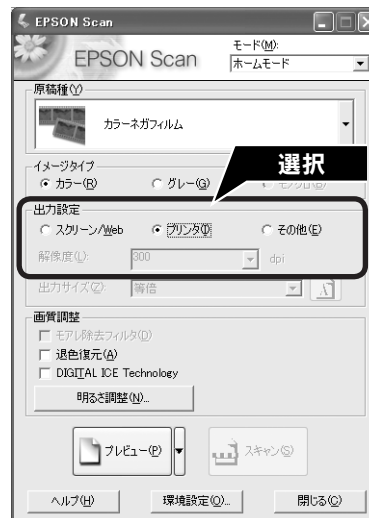 EPSON Scan
EPSON Scan
モード(M):
ホームモード
原稿種(Y)
カラーネガフィルム
イメージタイプ
選択
カラー(R) グレー(G) モノクロ(B)
出力設定
スクリーン/Web プリンタ(I) その他(E)
解像度(L): 300 dpi
出力サイズ(Z): 等倍
画質調整
モアレ除去フィルタ(D)
退色復元(A)
DIGITAL ICE Technology
明るさ調整(N)...
プレビュー(P) スキャン(S)
ヘルプ(H) 環境設定(O)... 閉じる(C)